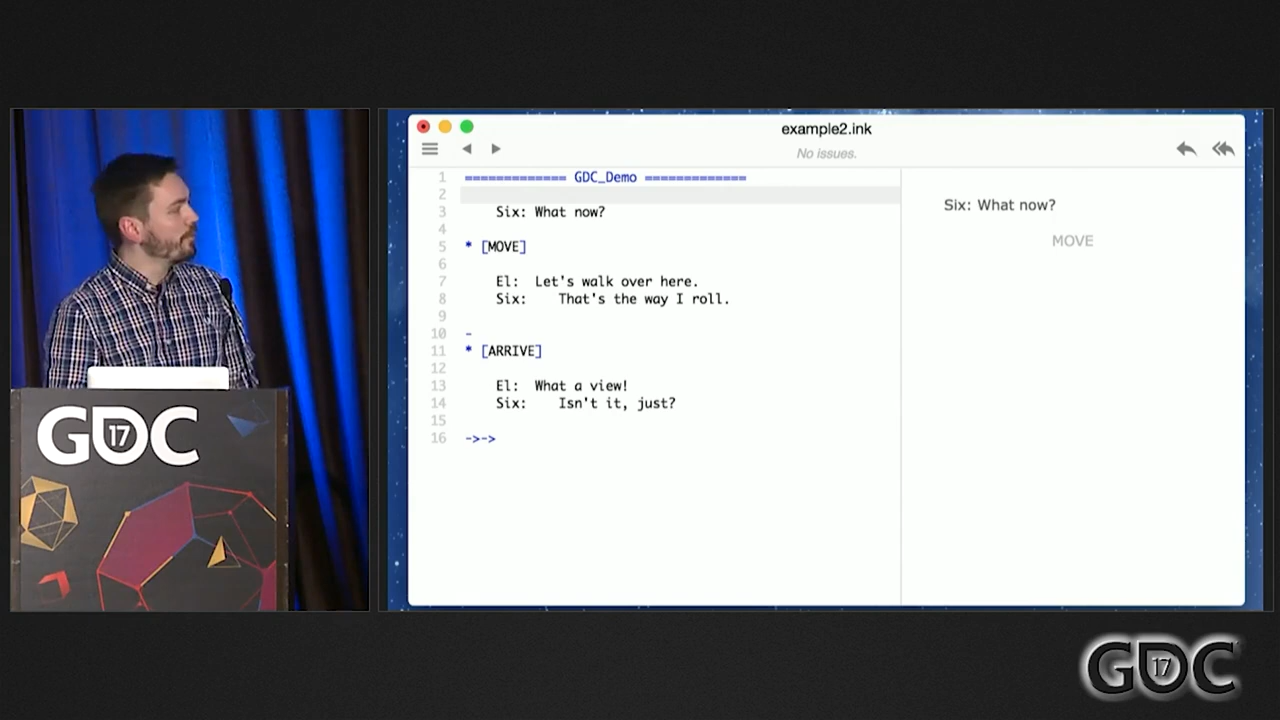 GDC
17
example2.ink
No issues.
1 ============= GDC_Demo =============
2
3 Six: What now?
4
5 * [MOVE]
6
7 El: Let's walk over here.
8 Six: That's the way I roll.
9
10 -
11 * [ARRIVE]
12
13 El: What a view!
14 Six: Isn't it, just?
15
16 ->->
Six: What now?
MOVE
GDC
17